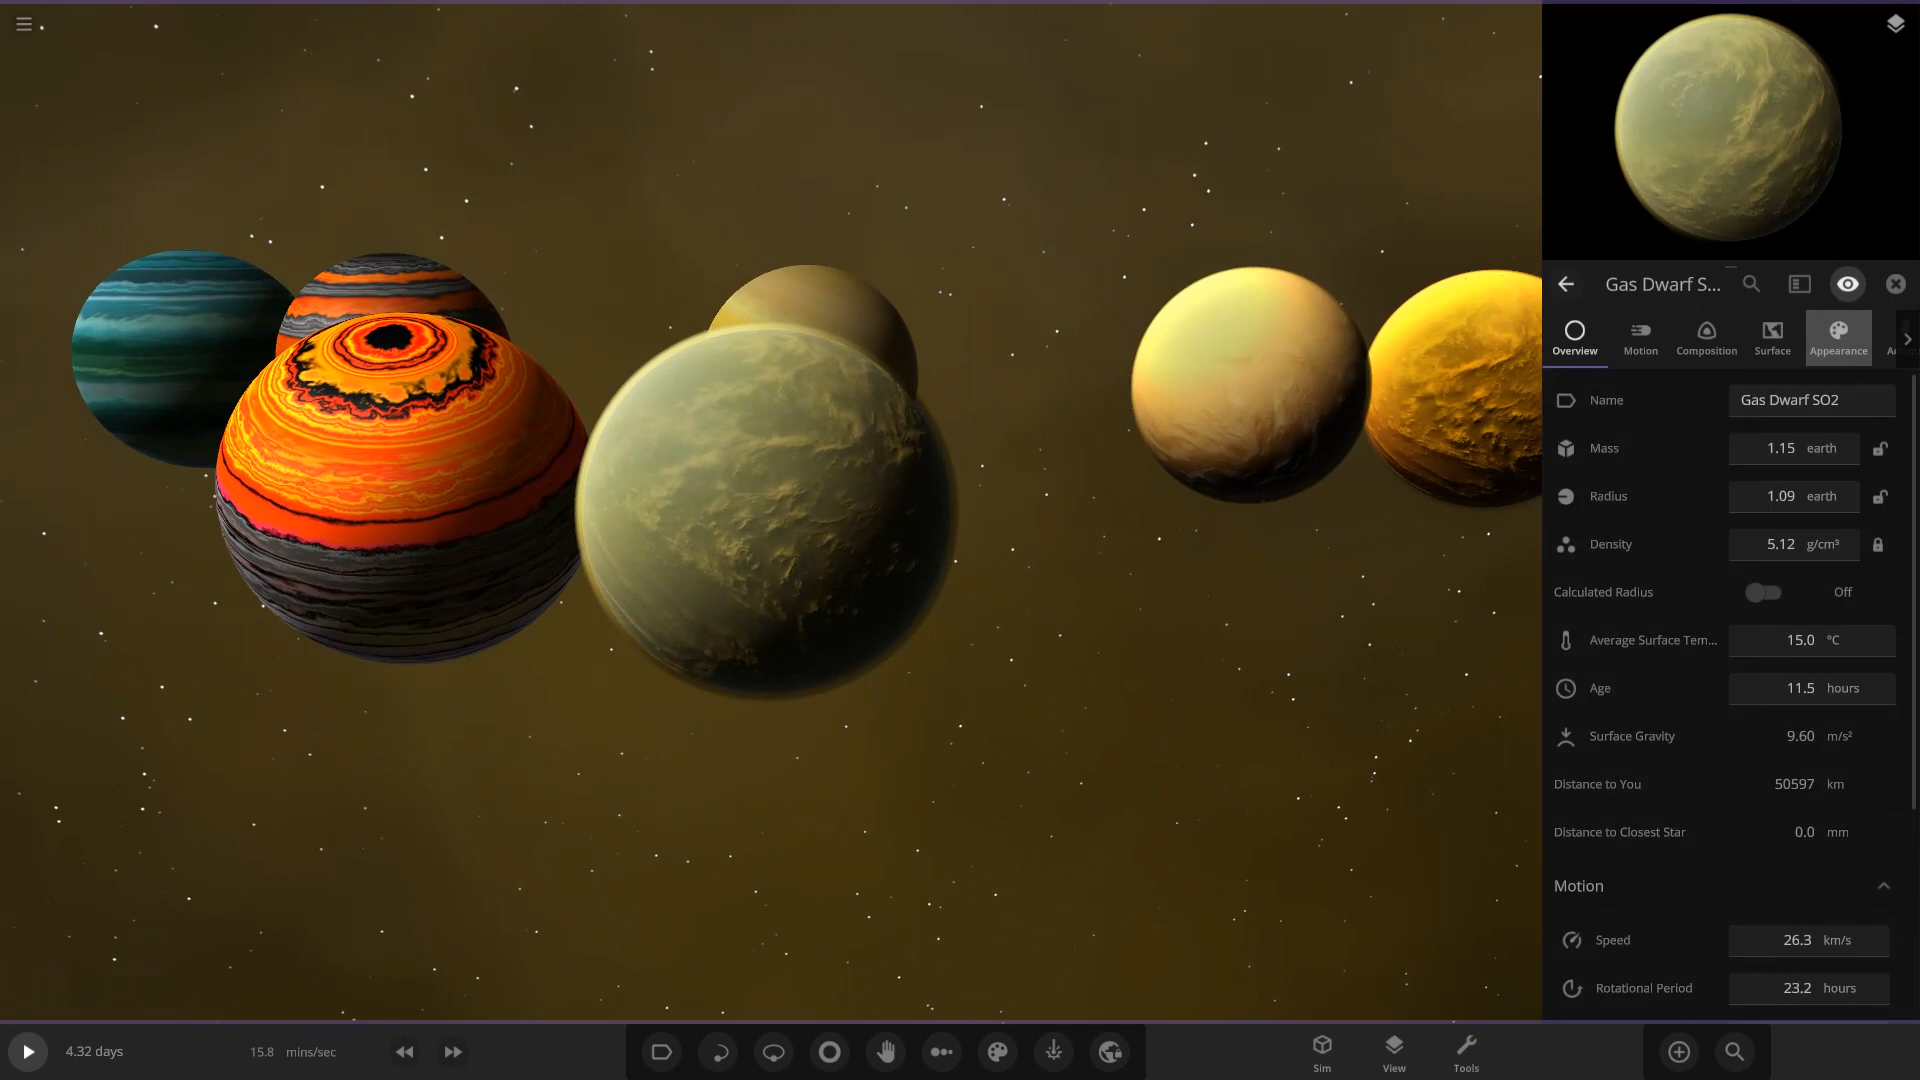 Gas Dwarf S...
Overview
Motion
Composition
Surface
Appearance
Name
Gas Dwarf SO2
Mass
1.15 earth
Radius
1.09 earth
Density
5.12 g/cm³
Calculated Radius
Off
Average Surface Tem...
15.0 °C
Age
11.5 hours
Surface Gravity
9.60 m/s²
Distance to You
50597 km
Distance to Closest Star
0.0 mm
Motion
Speed
26.3 km/s
Rotational Period
23.2 hours
4.32 days
15.8 mins/sec
Sim
View
Tools